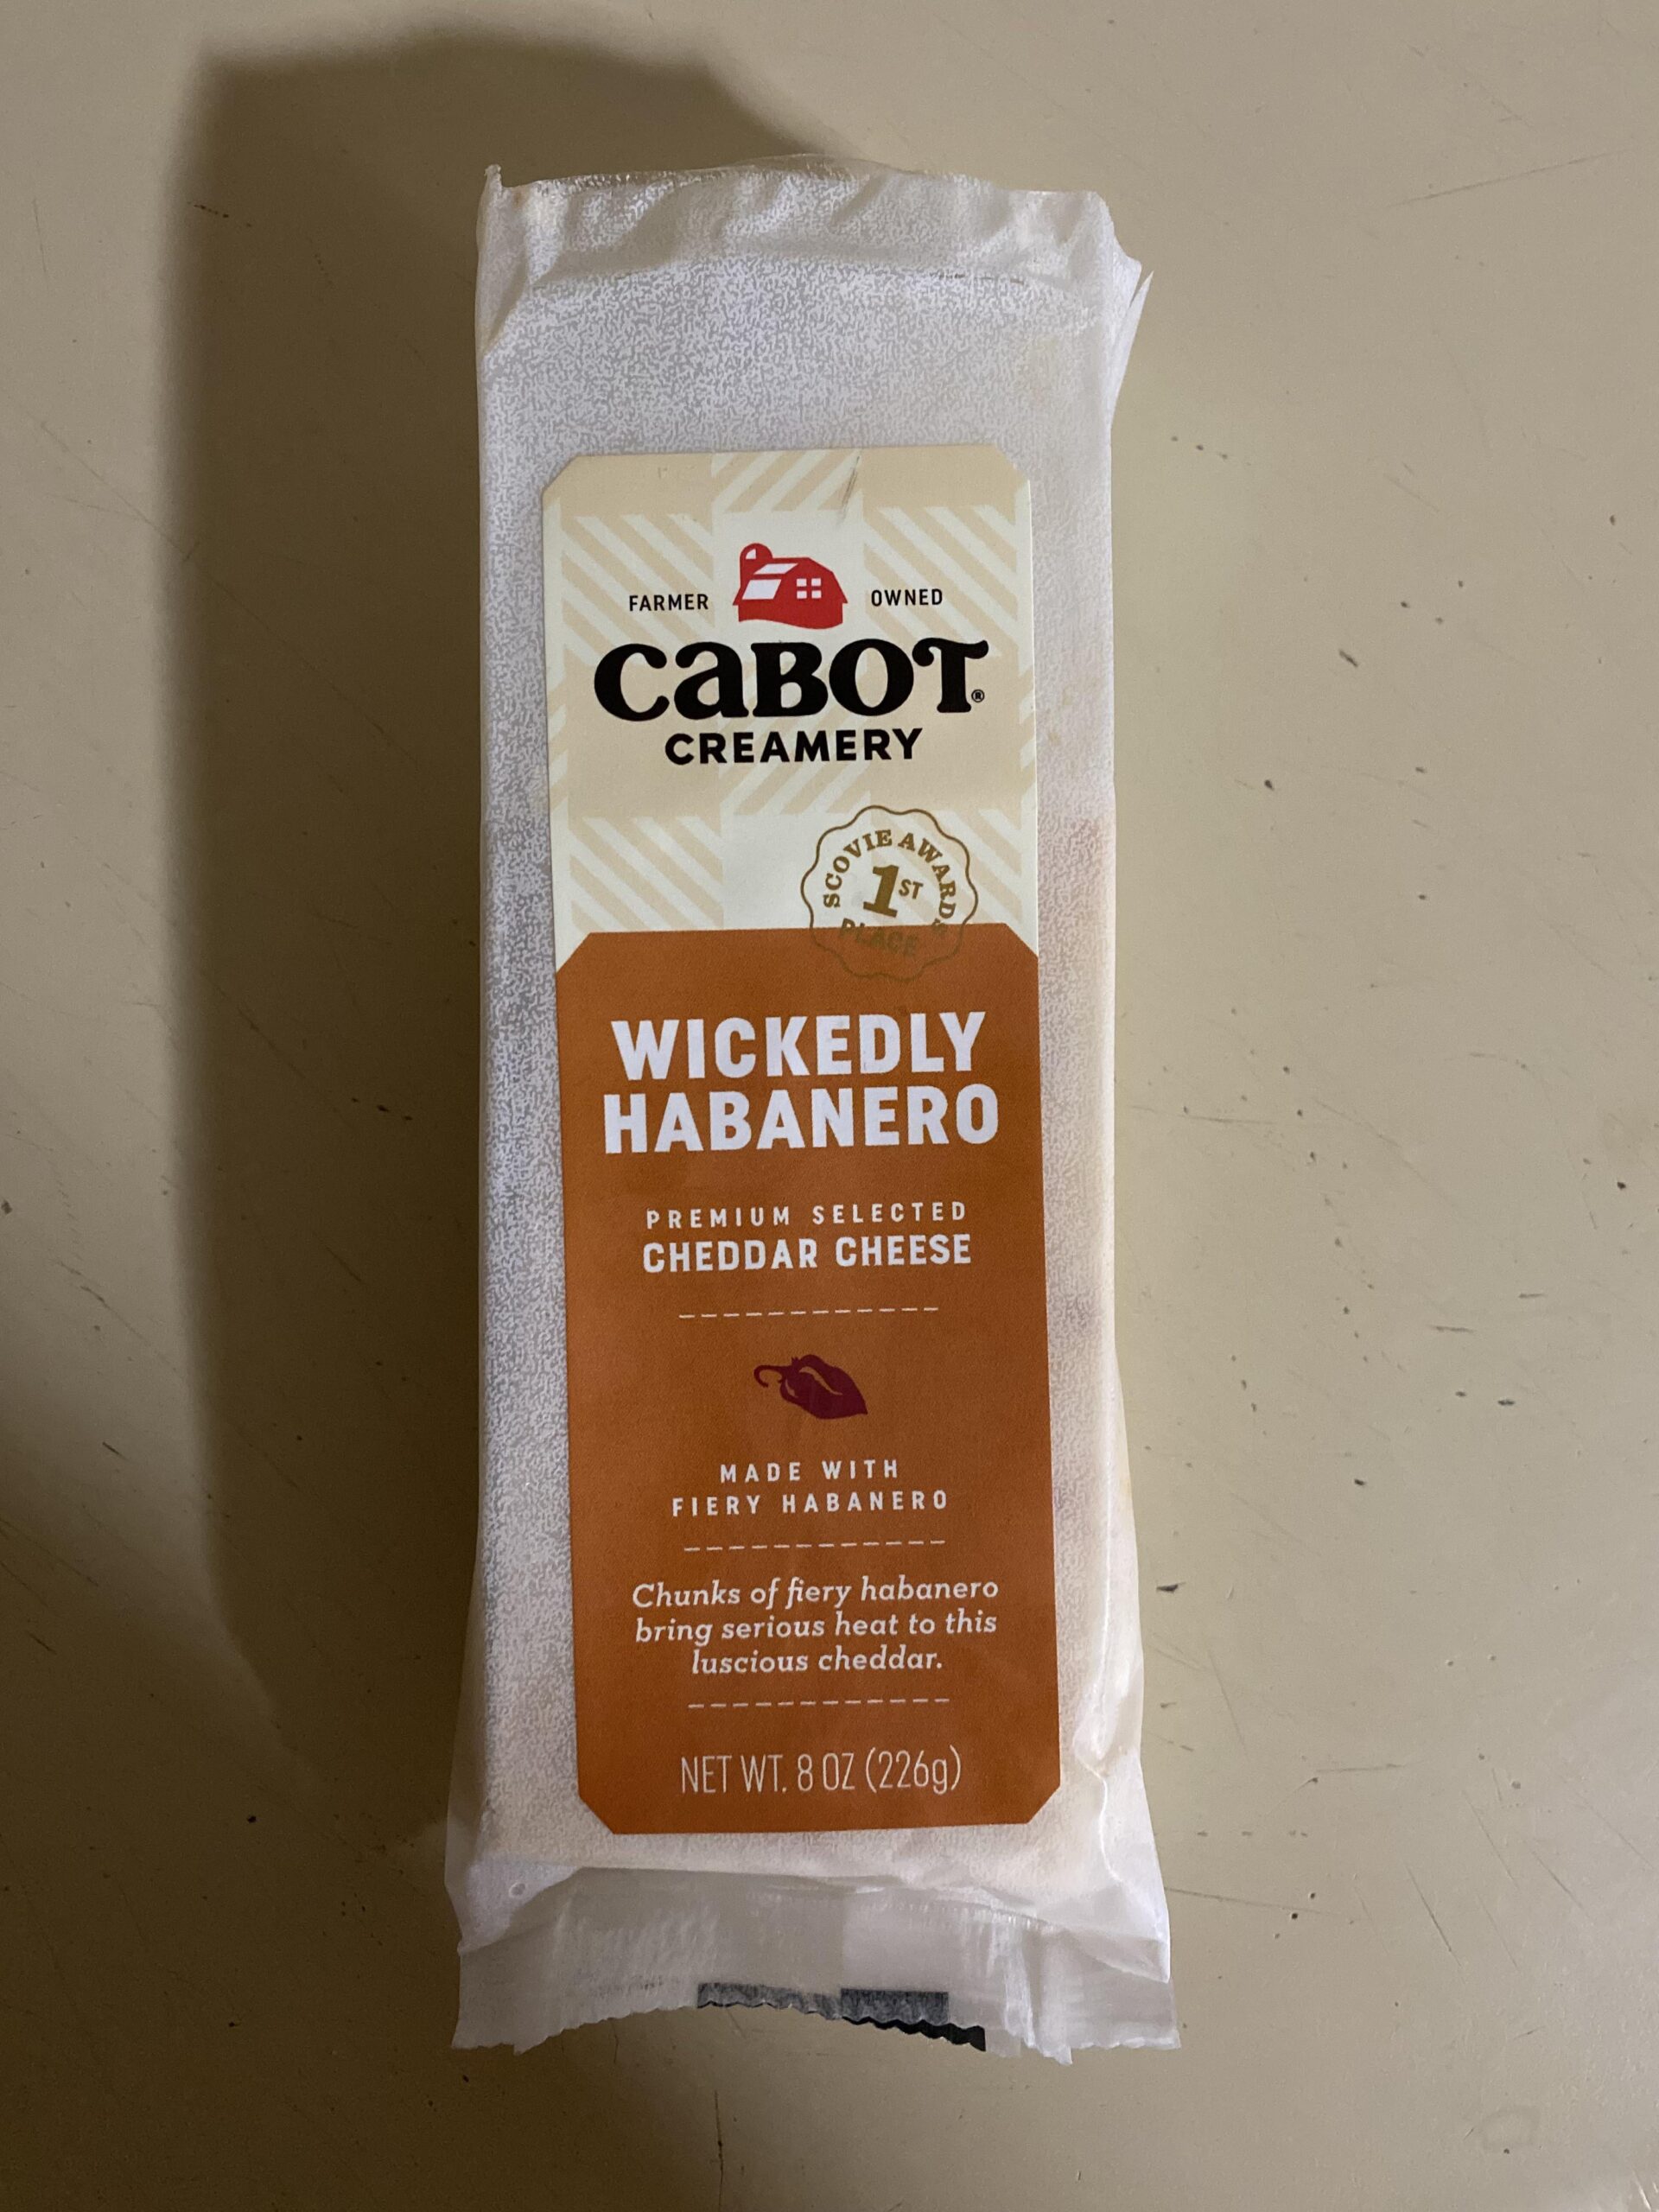 FARMER OWNED
CABOT®
CREAMERY
SCOVIE AWARDS
1ST
PLACE
WICKEDLY
HABANERO
PREMIUM SELECTED
CHEDDAR CHEESE
MADE WITH
FIERY HABANERO
Chunks of fiery habanero
bring serious heat to this
luscious cheddar.
NET WT. 8 OZ (226g)